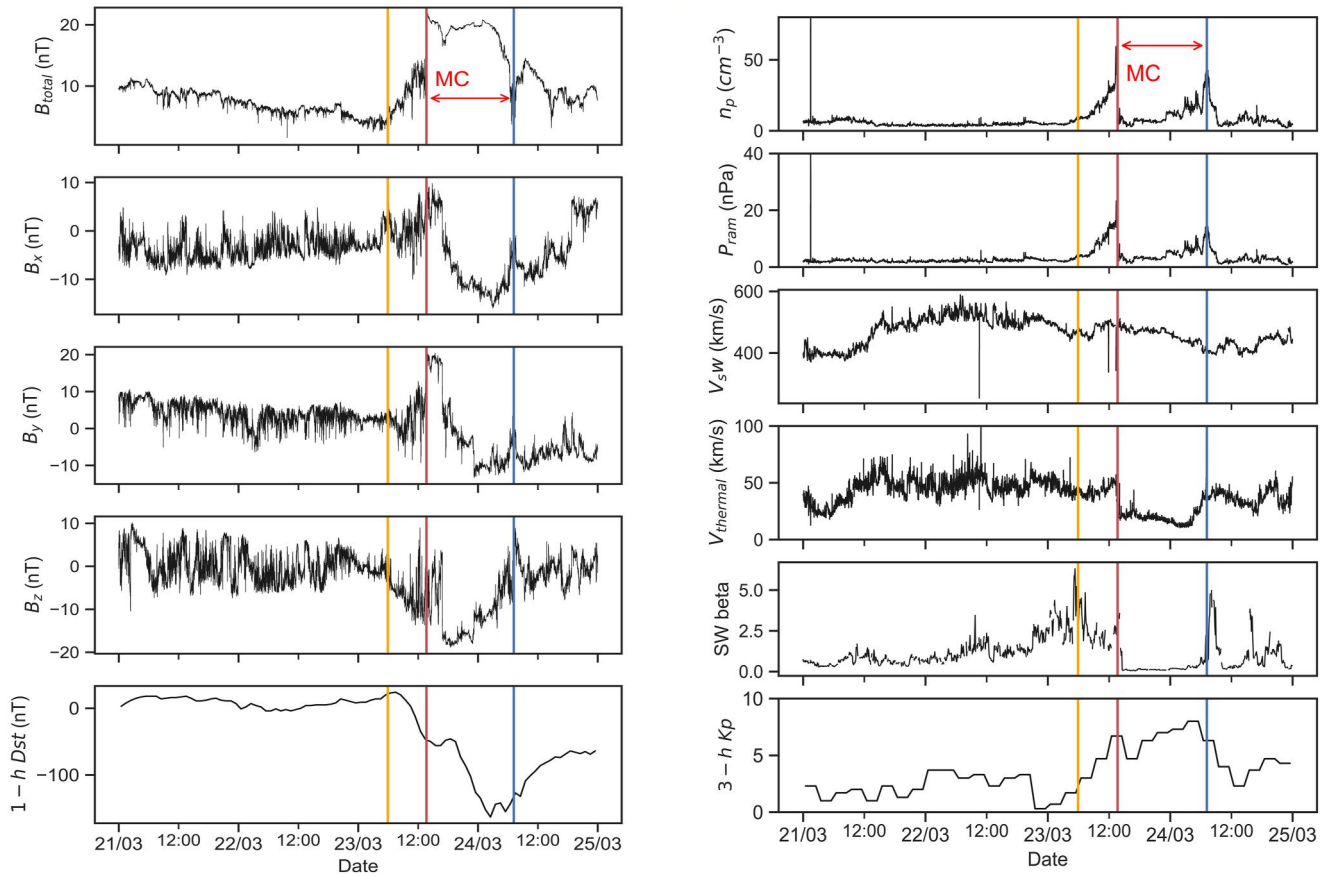 B_total (nT)
20
10
MC
B_x (nT)
10
0
−10
B_y (nT)
20
10
0
−10
B_z (nT)
10
0
−10
−20
1 − h Dst (nT)
0
−100
21/03 12:00 22/03 12:00 23/03 12:00 24/03 12:00 25/03
Date
n_p (cm⁻³)
50
0
MC
P_ram (nPa)
40
20
0
V_sw (km/s)
600
400
V_thermal (km/s)
100
50
0
SW beta
5.0
2.5
0.0
3 − h Kp
10
5
0
21/03 12:00 22/03 12:00 23/03 12:00 24/03 12:00 25/03
Date